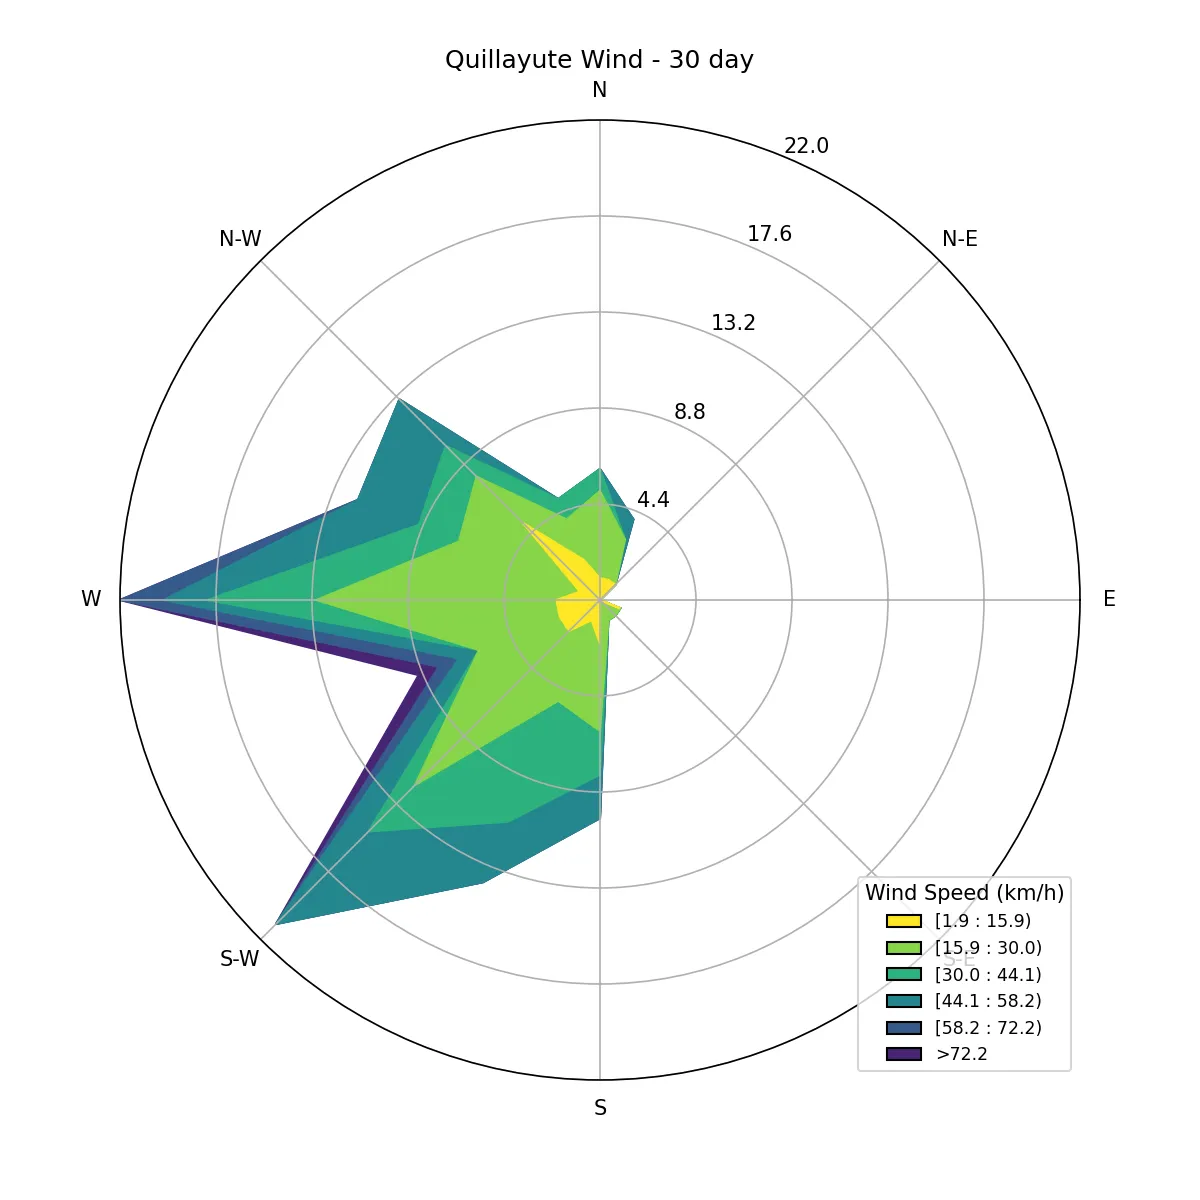 Quillayute Wind - 30 day
N
22.0
N-W
17.6
N-E
13.2
8.8
4.4
W
E
Wind Speed (km/h)
[1.9 : 15.9)
[15.9 : 30.0)
S-W
S-E
[30.0 : 44.1)
[44.1 : 58.2)
[58.2 : 72.2)
>72.2
S